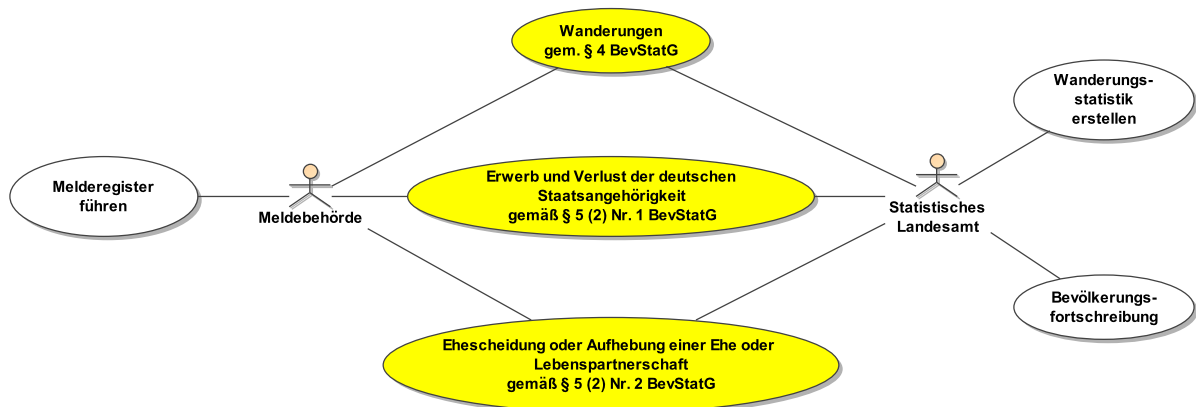 Wanderungen
gem. § 4 BevStatG
Wanderungs-
statistik
erstellen
Melderegister
führen
Meldebehörde
Erwerb und Verlust der deutschen
Staatsangehörigkeit
gemäß § 5 (2) Nr. 1 BevStatG
Statistisches
Landesamt
Bevölkerungs-
fortschreibung
Ehescheidung oder Aufhebung einer Ehe oder
Lebenspartnerschaft
gemäß § 5 (2) Nr. 2 BevStatG